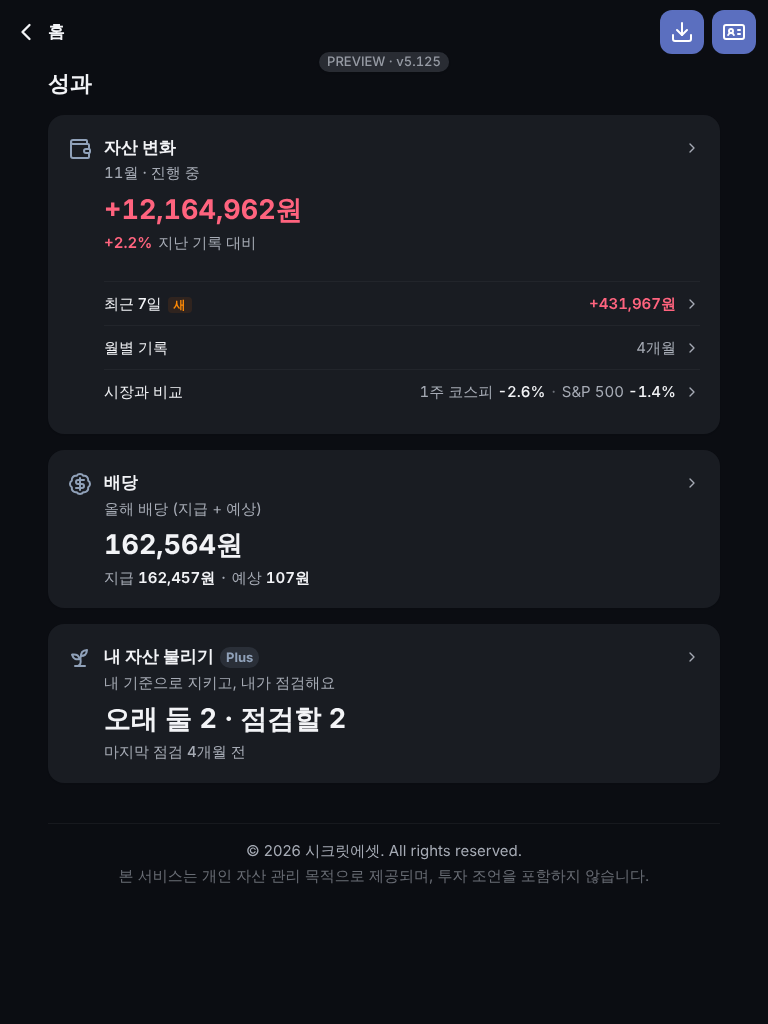 홈
PREVIEW · v5.125
성과
자산 변화
11월 · 진행 중
+12,164,962원
+2.2% 지난 기록 대비
최근 7일 새 +431,967원
월별 기록 4개월
시장과 비교 1주 코스피 -2.6% · S&P 500 -1.4%
배당
올해 배당 (지급 + 예상)
162,564원
지급 162,457원 · 예상 107원
내 자산 불리기 Plus
내 기준으로 지키고, 내가 점검해요
오래 둘 2 · 점검할 2
마지막 점검 4개월 전
© 2026 시크릿에셋. All rights reserved.
본 서비스는 개인 자산 관리 목적으로 제공되며, 투자 조언을 포함하지 않습니다.